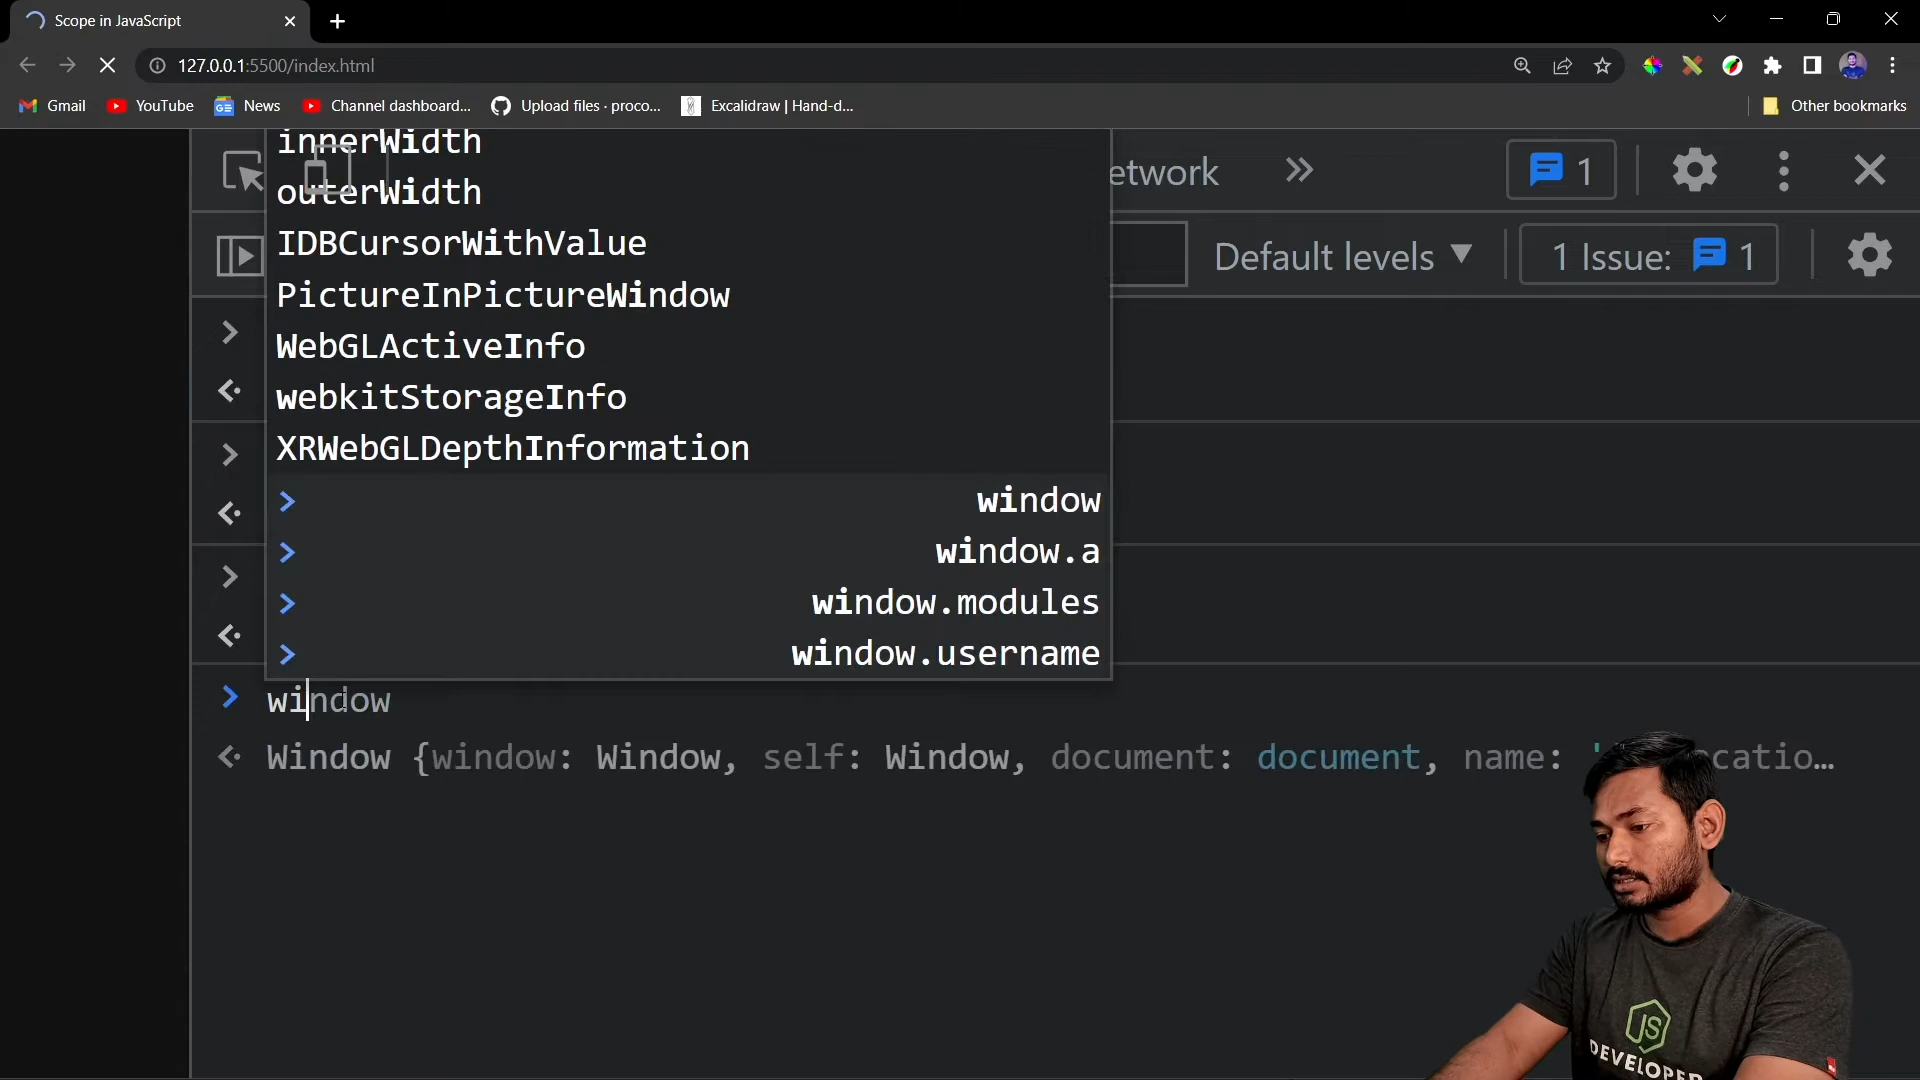 Scope in JavaScript
127.0.0.1:5500/index.html
Gmail
YouTube
News
Channel dashboard...
Upload files · proco...
Excalidraw | Hand-d...
Other bookmarks
etwork
1
Default levels
1 Issue:
1
innerWidth
outerWidth
IDBCursorWithValue
PictureInPictureWindow
WebGLActiveInfo
webkitStorageInfo
XRWebGLDepthInformation
window
window.a
window.modules
window.username
window
Window {window: Window, self: Window, document: document, name: ' catio…
JS
DEVELOPER